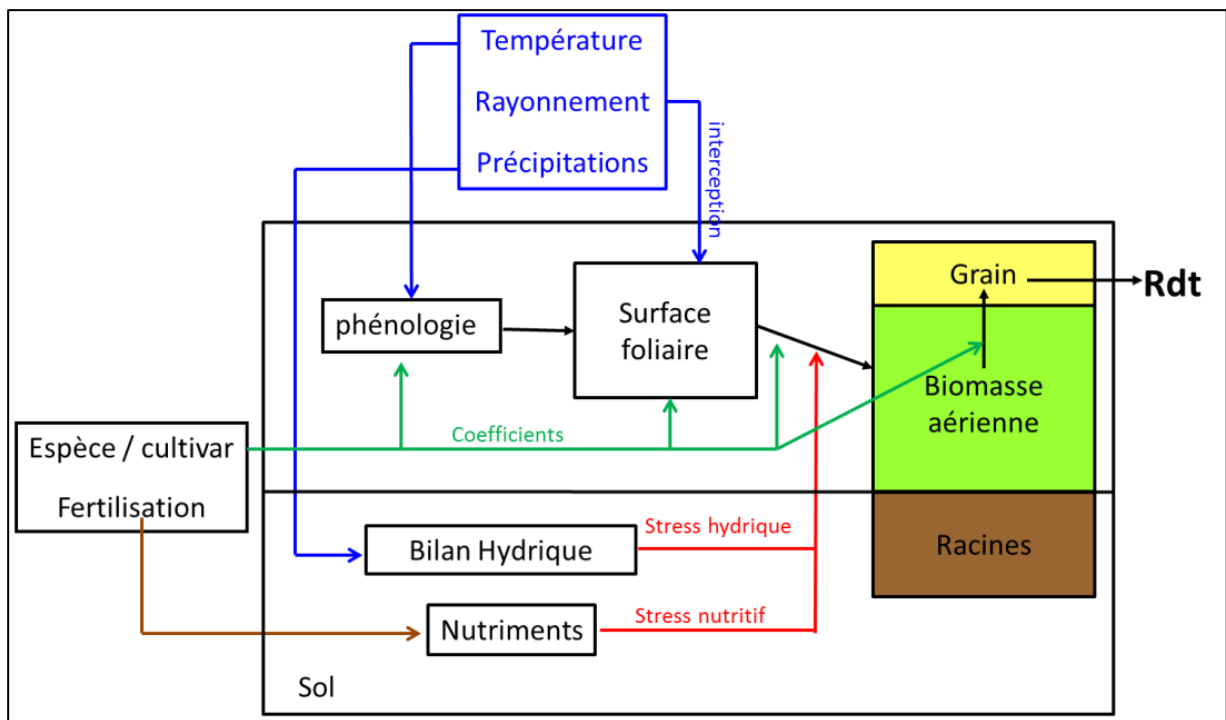 Température
Rayonnement
Précipitations
interception
phénologie
Surface
foliaire
Grain
Rdt
Biomasse
aérienne
Espèce / cultivar
Fertilisation
Coefficients
Bilan Hydrique
Stress hydrique
Racines
Nutriments
Stress nutritif
Sol